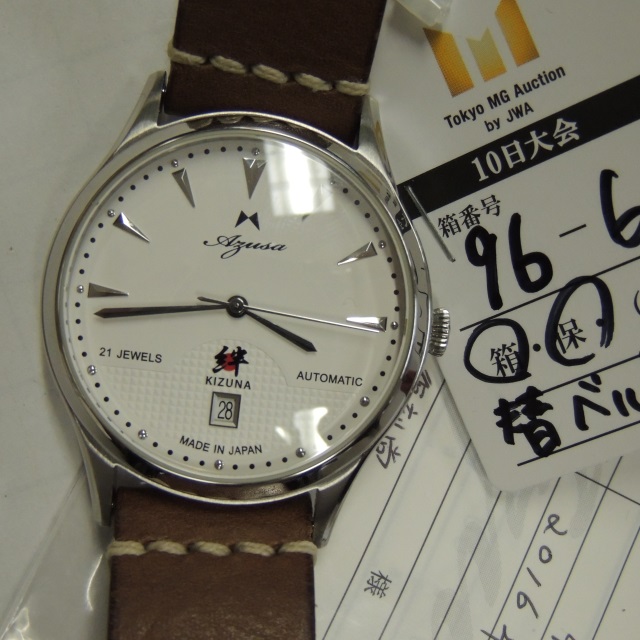 Azusa
21 JEWELS
絆
KIZUNA
AUTOMATIC
28
MADE IN JAPAN
Tokyo MG Auction
by JWA
10日大会
箱番号
96-6
箱・保・
替ベル
2016